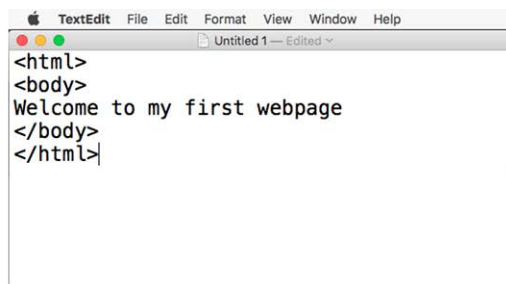 TextEdit File Edit Format View Window Help
Untitled 1 — Edited
<html>
<body>
Welcome to my first webpage
</body>
</html>